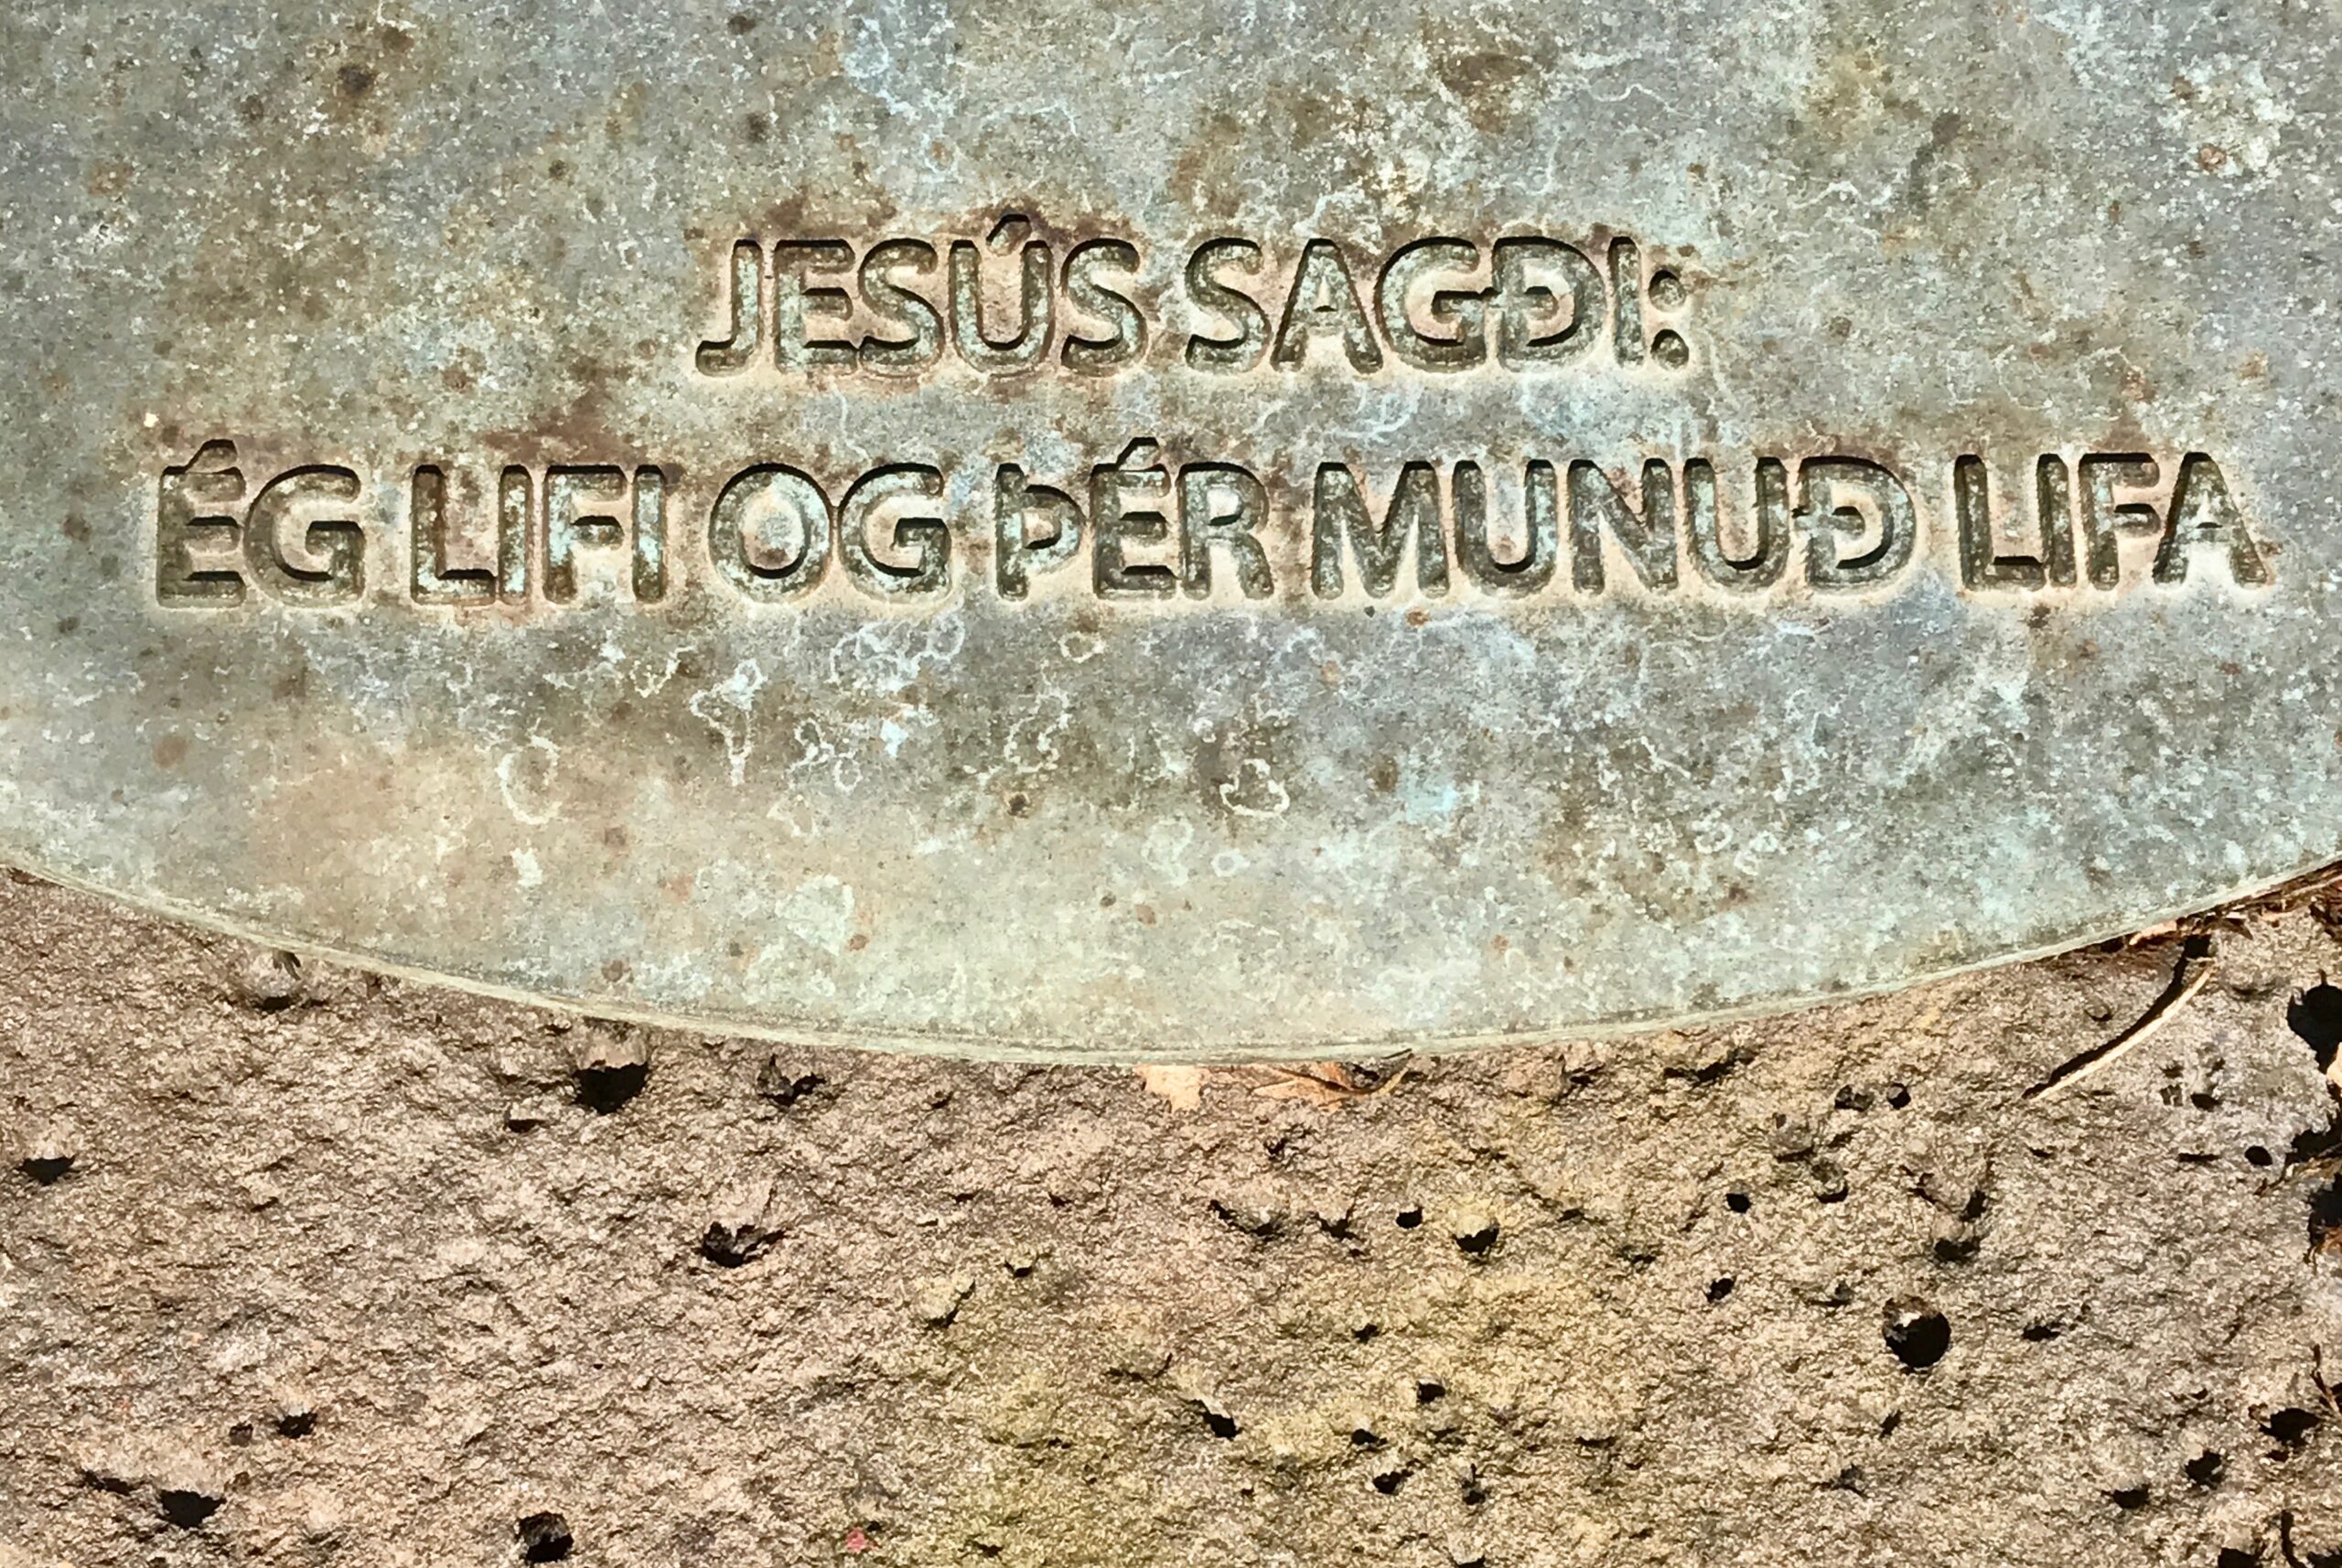 JESÚS SAGÐI:
ÉG LIFI OG ÞÉR MUNUÐ LIFA